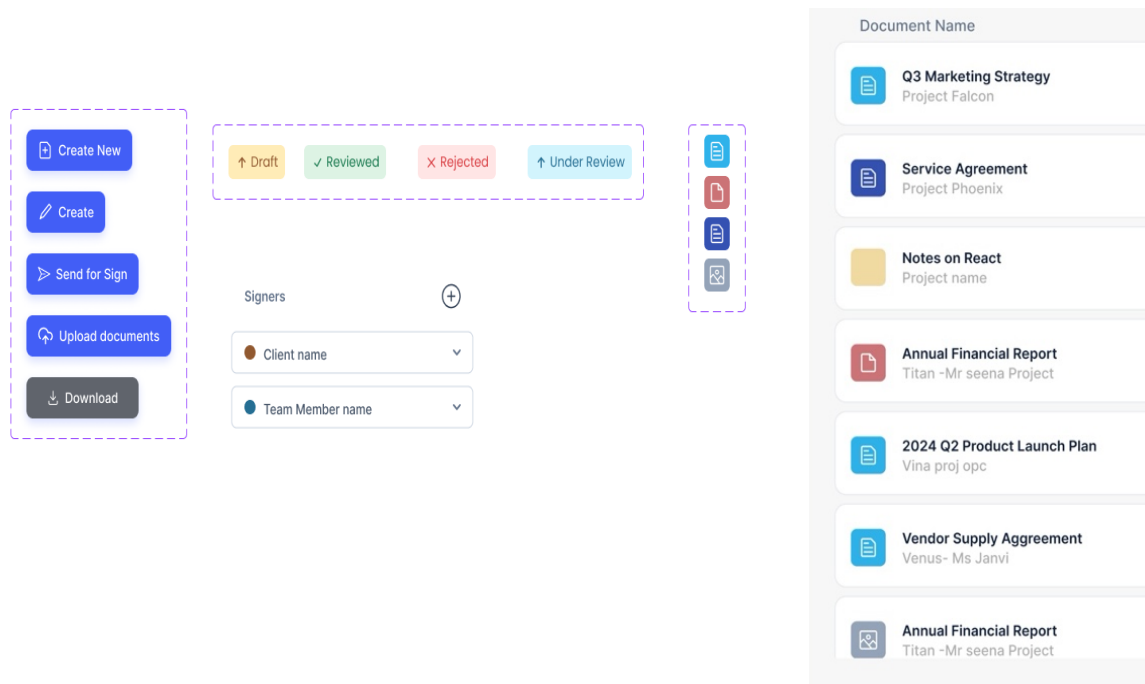 Create New
Create
Send for Sign
Upload documents
Download
Draft
Reviewed
Rejected
Under Review
Signers
Client name
Team Member name
Document Name
Q3 Marketing Strategy
Project Falcon
Service Agreement
Project Phoenix
Notes on React
Project name
Annual Financial Report
Titan -Mr seena Project
2024 Q2 Product Launch Plan
Vina proj opc
Vendor Supply Aggreement
Venus- Ms Janvi
Annual Financial Report
Titan -Mr seena Project